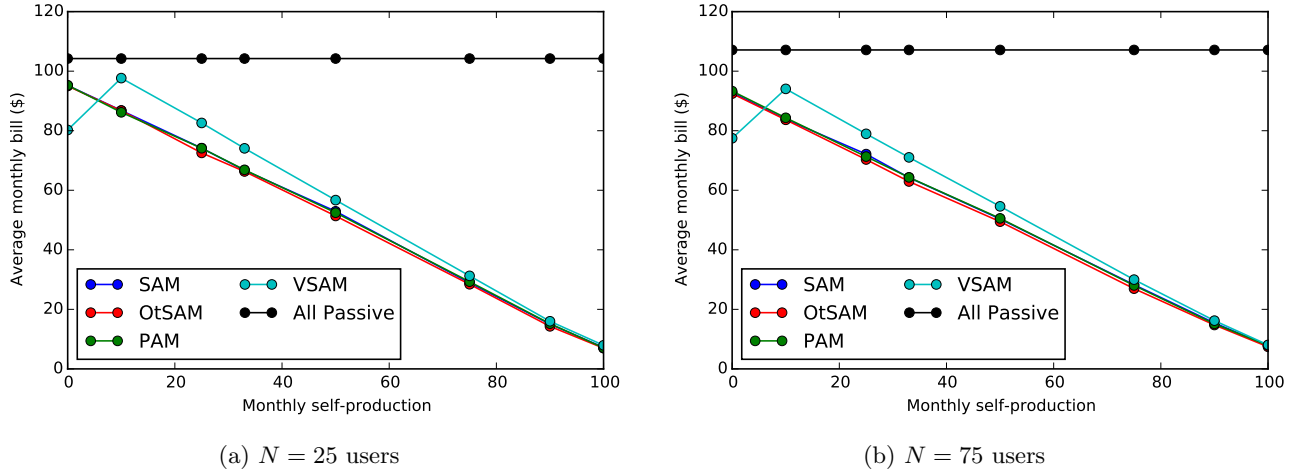 120
100
80
60
40
20
0
Average monthly bill ($)
0 20 40 60 80 100
Monthly self-production
SAM
OtSAM
PAM
VSAM
All Passive
(a) N = 25 users
120
100
80
60
40
20
0
Average monthly bill ($)
0 20 40 60 80 100
Monthly self-production
SAM
OtSAM
PAM
VSAM
All Passive
(b) N = 75 users